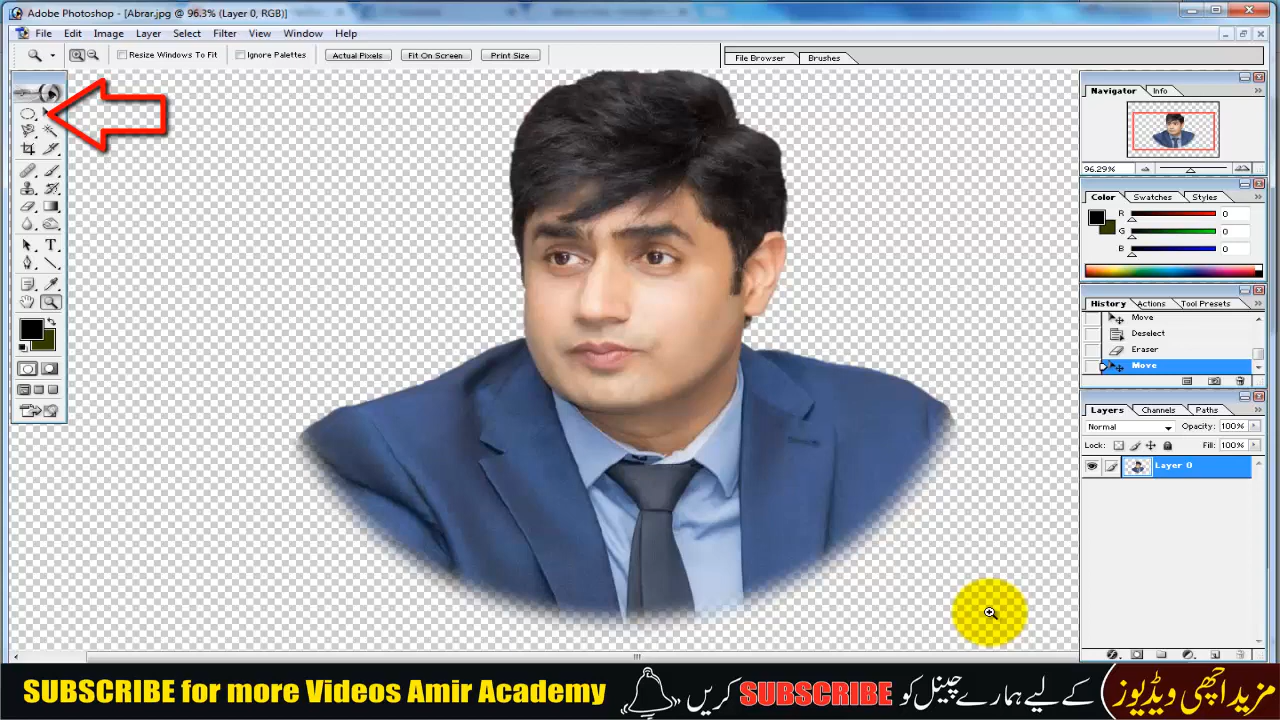 Adobe Photoshop - [Abrar.jpg @ 96.3% (Layer 0, RGB)]
File Edit Image Layer Select Filter View Window Help
Resize Windows To Fit Ignore Palettes Actual Pixels Fit On Screen Print Size File Browser Brushes
Navigator Info
96.29%
Color Swatches Styles
R 0
G 0
B 0
History Actions Tool Presets
Move
Deselect
Eraser
Move
Layers Channels Paths
Normal Opacity: 100%
Lock: Fill: 100%
Layer 0
T
SUBSCRIBE for more Videos Amir Academy
مزید اچھی ویڈیوز کے لیے ہمارے چینل کو SUBSCRIBE کریں